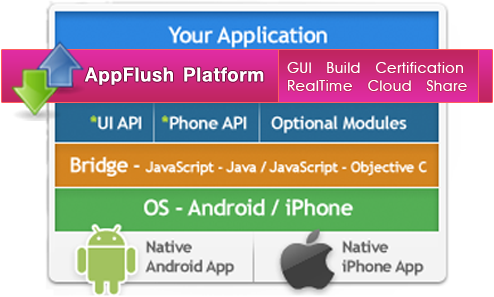 Your Application
AppFlush Platform
GUI Build Certification
RealTime Cloud Share
*UI API *Phone API Optional Modules
Bridge - JavaScript - Java / JavaScript - Objective C
OS - Android / iPhone
Native
Android App
Native
iPhone App